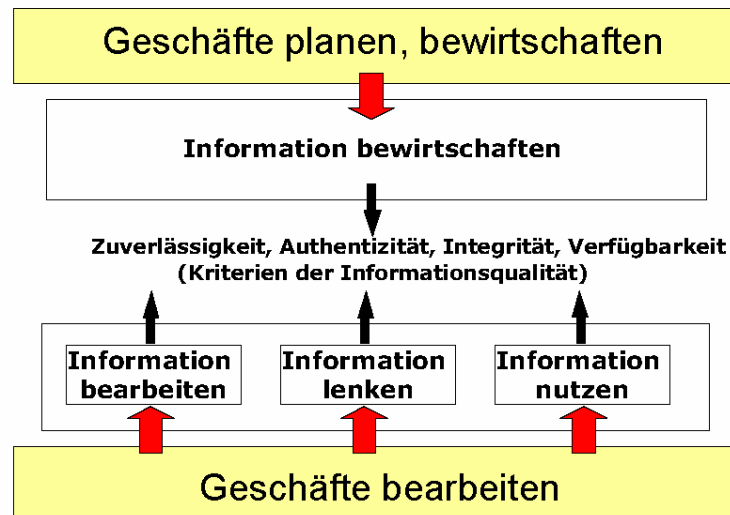 Geschäfte planen, bewirtschaften
Information bewirtschaften
Zuverlässigkeit, Authentizität, Integrität, Verfügbarkeit
(Kriterien der Informationsqualität)
Information
bearbeiten
Information
lenken
Information
nutzen
Geschäfte bearbeiten